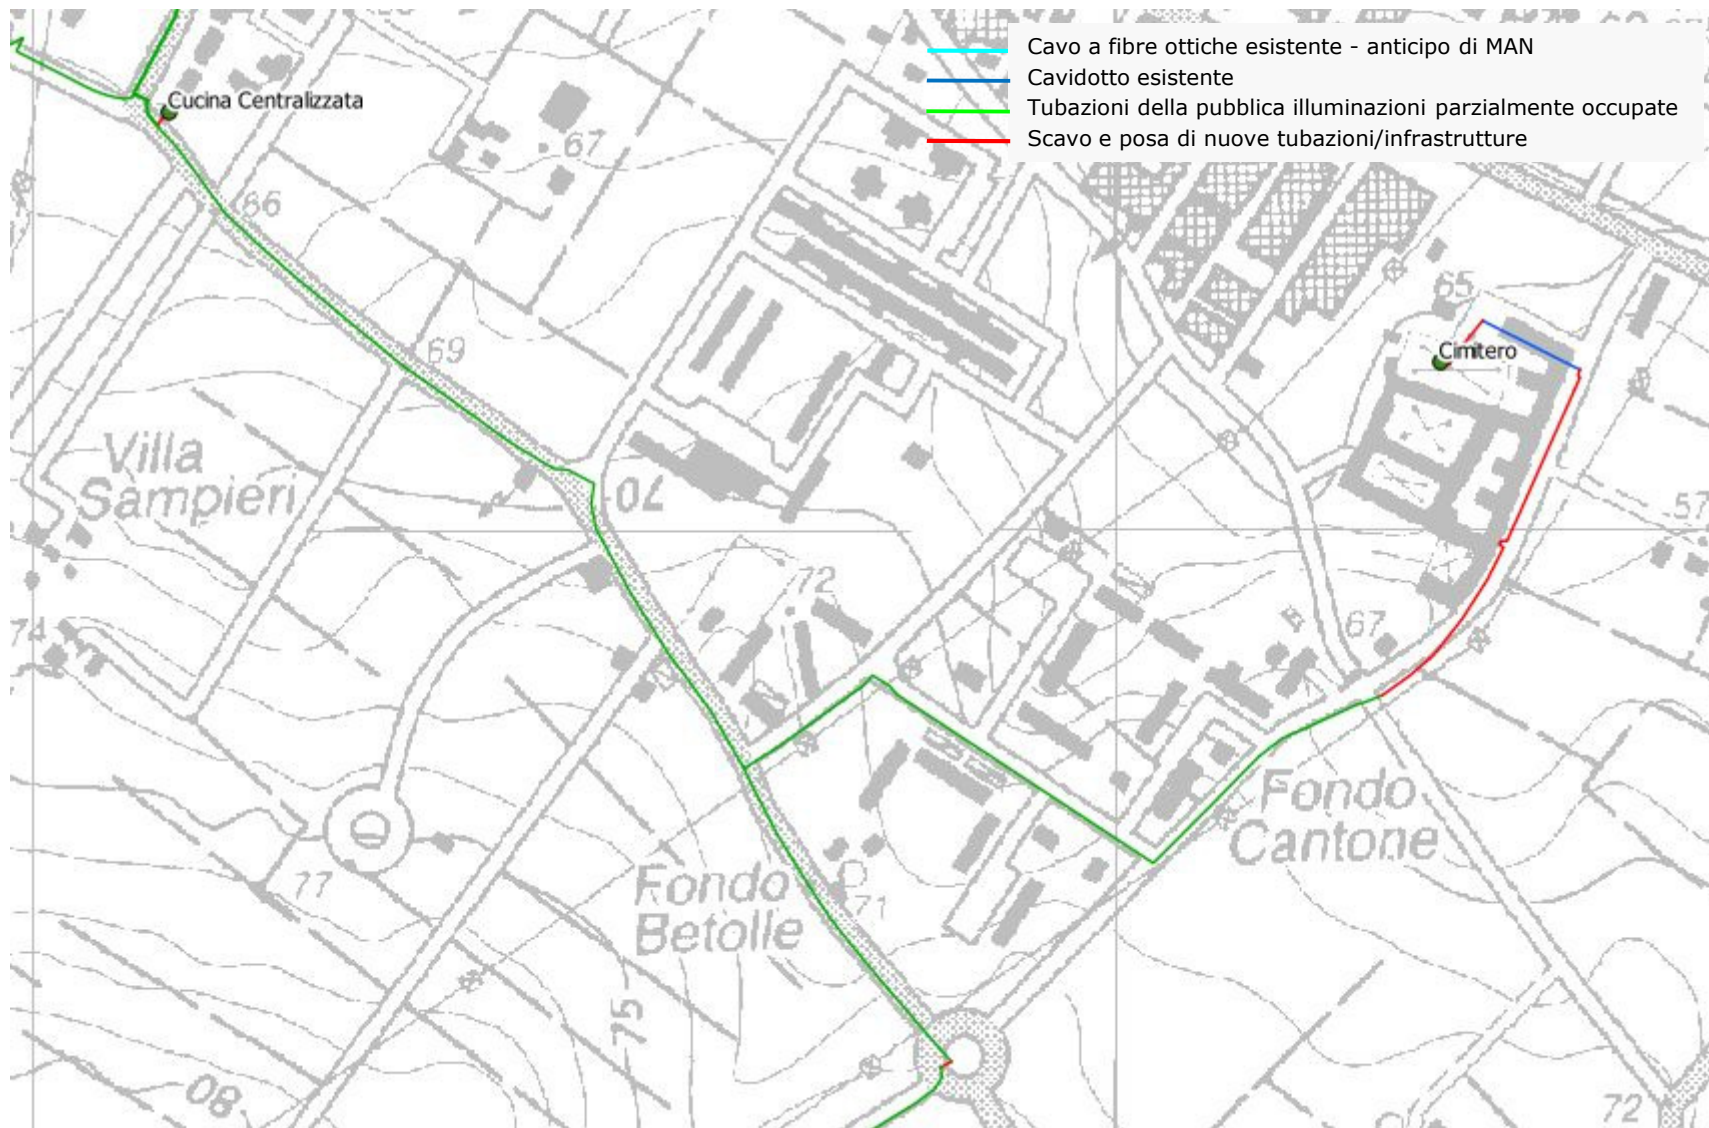 Cavo a fibre ottiche esistente - anticipo di MAN
Cavidotto esistente
Tubazioni della pubblica illuminazioni parzialmente occupate
Scavo e posa di nuove tubazioni/infrastrutture
Cucina Centralizzata
67
66
65
Cimitero
69
Villa
Sampieri
70
57
72
74
67
Fondo
Cantone
77
Fondo
Betolle
71
75
80
72